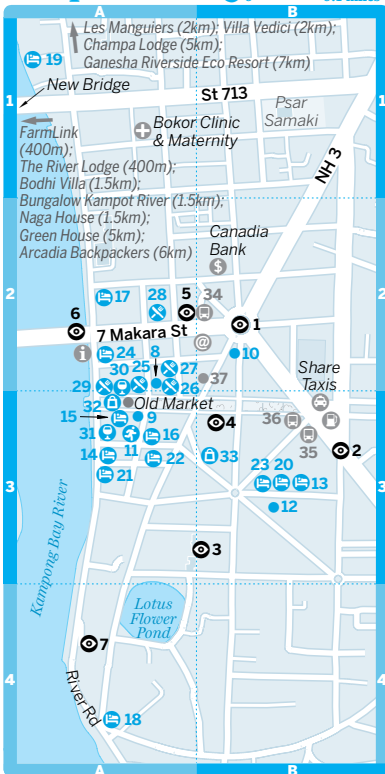 A
B
Les Manguiers (2km); Villa Vedici (2km);
Champa Lodge (5km);
Ganesha Riverside Eco Resort (7km)
19
New Bridge
1
1
St 713
Psar
Samaki
FarmLink
(400m);
The River Lodge (400m);
Bodhi Villa (1.5km);
Bungalow Kampot River (1.5km);
Naga House (1.5km);
Green House (5km);
Arcadia Backpackers (6km)
Bokor Clinic
& Maternity
NH 3
Canadia
Bank
$
2
2
17
28
5
34
6
7 Makara St
1
i
24
8
@
10
30
25
27
29
26
37
Share
Taxis
32
Old Market
15
9
4
36
31
11
16
35
2
14
22
33
3
3
21
23
20
13
12
Kampong Bay River
3
Lotus
Flower
Pond
7
4
4
River Rd
18
A
B